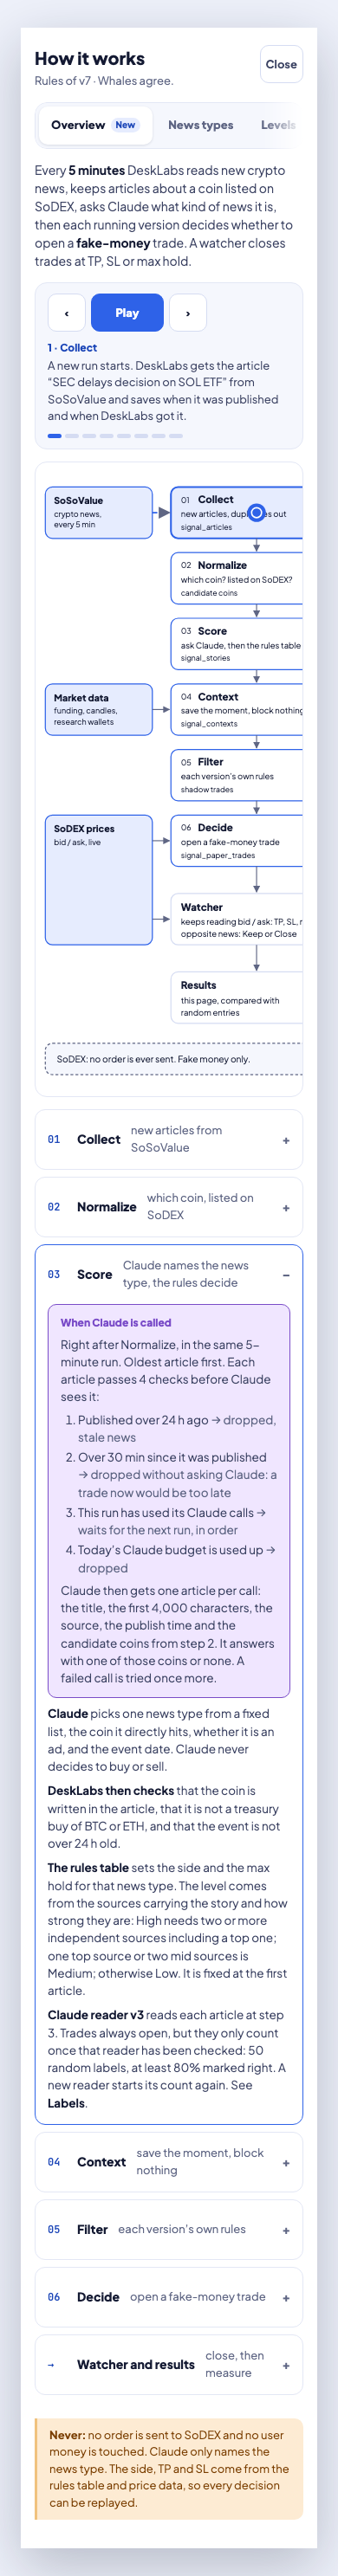 How it works
Close
Rules of v7 · Whales agree.
Overview New News types Levels
Every 5 minutes DeskLabs reads new crypto
news, keeps articles about a coin listed on
SoDEX, asks Claude what kind of news it is,
then each running version decides whether to
open a fake-money trade. A watcher closes
trades at TP, SL or max hold.
‹ Play ›
1 · Collect
A new run starts. DeskLabs gets the article
“SEC delays decision on SOL ETF” from
SoSoValue and saves when it was published
and when DeskLabs got it.
SoSoValue
crypto news,
every 5 min
01 Collect
new articles, out
signal_articles
02 Normalize
which coin? listed on SoDEX?
candidate coins
03 Score
ask Claude, then the rules table
signal_stories
Market data
funding, candles,
research wallets
04 Context
save the moment, block nothing
signal_contexts
05 Filter
each version's own rules
shadow trades
SoDEX prices
bid / ask, live
06 Decide
open a fake-money trade
signal_paper_trades
Watcher
keeps reading bid / ask: TP, SL,
opposite news: Keep or Close
Results
this page, compared with
random entries
SoDEX: no order is ever sent. Fake money only.
01 Collect new articles from
SoSoValue +
02 Normalize which coin, listed on
SoDEX +
03 Score Claude names the news
type, the rules decide −
When Claude is called
Right after Normalize, in the same 5-
minute run. Oldest article first. Each
article passes 4 checks before Claude
sees it:
1. Published over 24 h ago → dropped,
stale news
2. Over 30 min since it was published
→ dropped without asking Claude: a
trade now would be too late
3. This run has used its Claude calls →
waits for the next run, in order
4. Today's Claude budget is used up →
dropped
Claude then gets one article per call:
the title, the first 4,000 characters, the
source, the publish time and the
candidate coins from step 2. It answers
with one of those coins or none. A
failed call is tried once more.
Claude picks one news type from a fixed
list, the coin it directly hits, whether it is an
ad, and the event date. Claude never
decides to buy or sell.
DeskLabs then checks that the coin is
written in the article, that it is not a treasury
buy of BTC or ETH, and that the event is not
over 24 h old.
The rules table sets the side and the max
hold for that news type. The level comes
from the sources carrying the story and how
strong they are: High needs two or more
independent sources including a top one;
one top source or two mid sources is
Medium; otherwise Low. It is fixed at the first
article.
Claude reader v3 reads each article at step
3. Trades always open, but they only count
once that reader has been checked: 50
random labels, at least 80% marked right. A
new reader starts its count again. See
Labels.
04 Context save the moment, block
nothing +
05 Filter each version's own rules +
06 Decide open a fake-money trade +
→ Watcher and results close, then
measure +
Never: no order is sent to SoDEX and no user
money is touched. Claude only names the
news type. The side, TP and SL come from the
rules table and price data, so every decision
can be replayed.